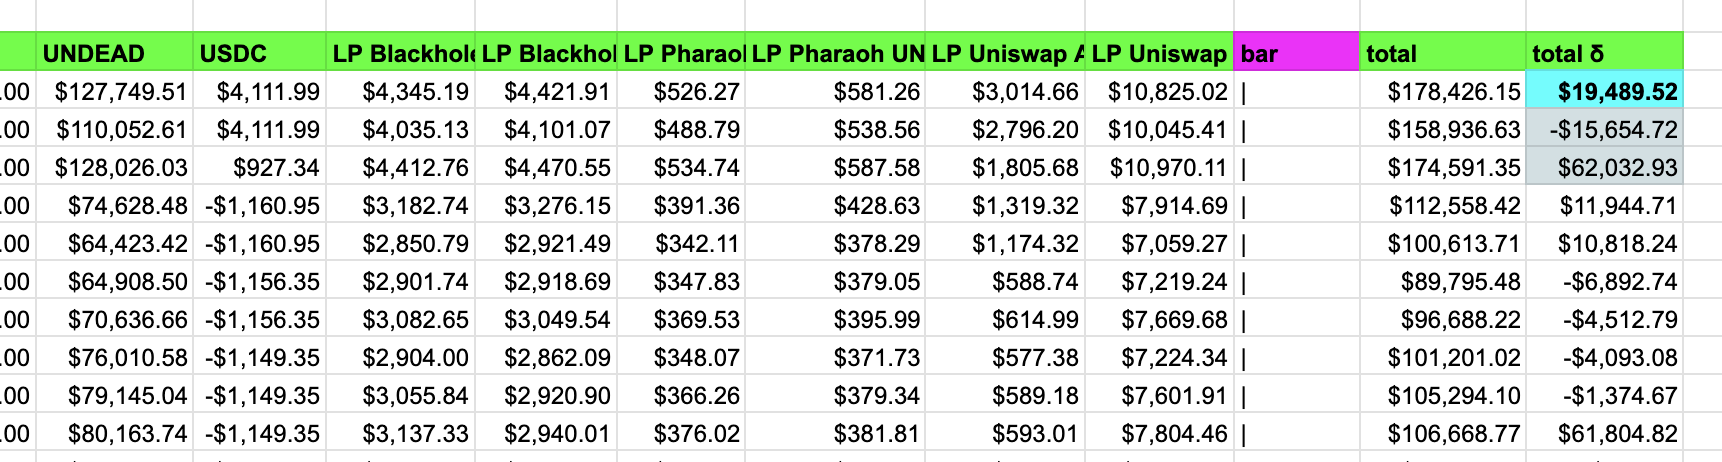 UNDEAD USDC LP Blackhole LP Blackhol LP Pharaol LP Pharaoh UN LP Uniswap A LP Uniswap bar total total δ
.00 $127,749.51 $4,111.99 $4,345.19 $4,421.91 $526.27 $581.26 $3,014.66 $10,825.02 | $178,426.15 $19,489.52
.00 $110,052.61 $4,111.99 $4,035.13 $4,101.07 $488.79 $538.56 $2,796.20 $10,045.41 | $158,936.63 -$15,654.72
.00 $128,026.03 $927.34 $4,412.76 $4,470.55 $534.74 $587.58 $1,805.68 $10,970.11 | $174,591.35 $62,032.93
.00 $74,628.48 -$1,160.95 $3,182.74 $3,276.15 $391.36 $428.63 $1,319.32 $7,914.69 | $112,558.42 $11,944.71
.00 $64,423.42 -$1,160.95 $2,850.79 $2,921.49 $342.11 $378.29 $1,174.32 $7,059.27 | $100,613.71 $10,818.24
.00 $64,908.50 -$1,156.35 $2,901.74 $2,918.69 $347.83 $379.05 $588.74 $7,219.24 | $89,795.48 -$6,892.74
.00 $70,636.66 -$1,156.35 $3,082.65 $3,049.54 $369.53 $395.99 $614.99 $7,669.68 | $96,688.22 -$4,512.79
.00 $76,010.58 -$1,149.35 $2,904.00 $2,862.09 $348.07 $371.73 $577.38 $7,224.34 | $101,201.02 -$4,093.08
.00 $79,145.04 -$1,149.35 $3,055.84 $2,920.90 $366.26 $379.34 $589.18 $7,601.91 | $105,294.10 -$1,374.67
.00 $80,163.74 -$1,149.35 $3,137.33 $2,940.01 $376.02 $381.81 $593.01 $7,804.46 | $106,668.77 $61,804.82